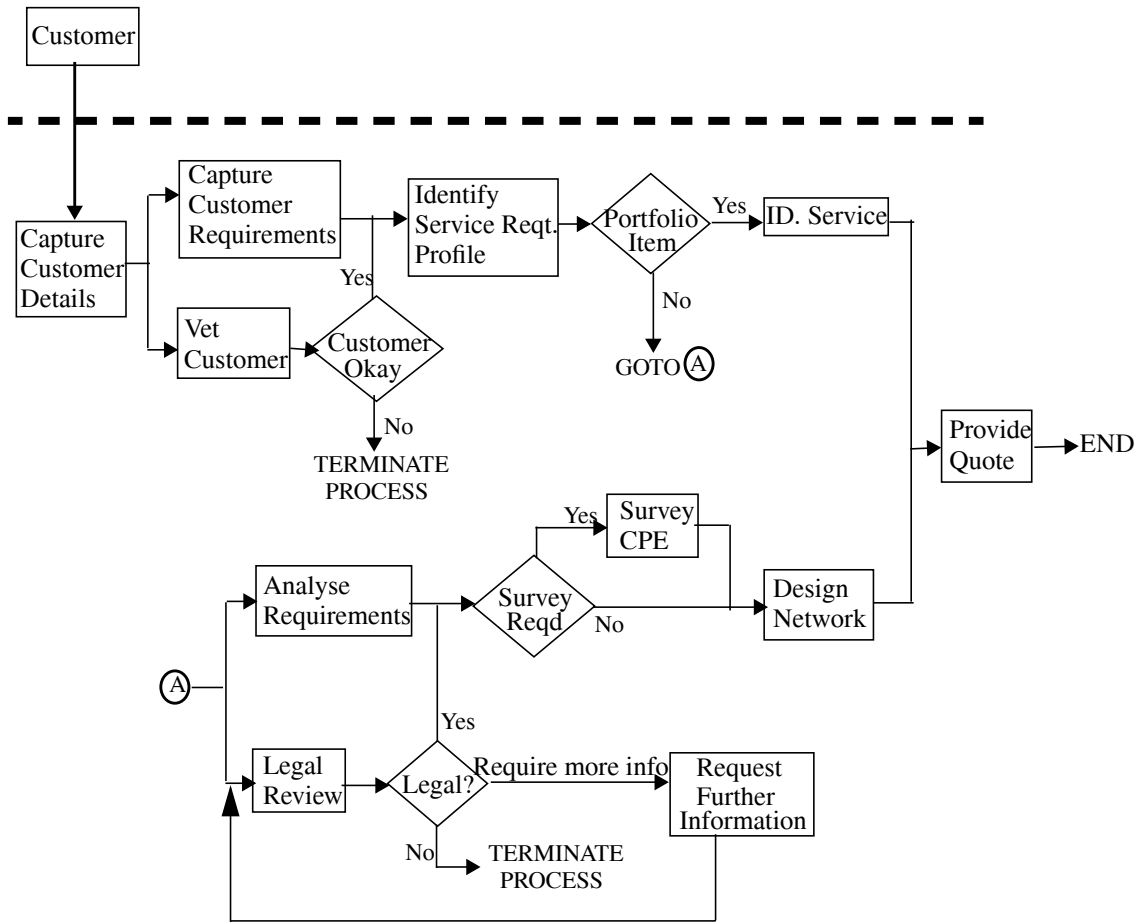 Customer
Capture
Customer
Requirements
Identify
Service Reqt.
Profile
Portfolio
Item
Yes
ID. Service
Capture
Customer
Details
Yes
No
Vet
Customer
Customer
Okay
GOTO A
No
TERMINATE
PROCESS
Provide
Quote
END
Yes
Survey
CPE
Analyse
Requirements
Survey
Reqd
No
Design
Network
A
Yes
Legal
Review
Legal?
Require more info
Request
Further
Information
No
TERMINATE
PROCESS